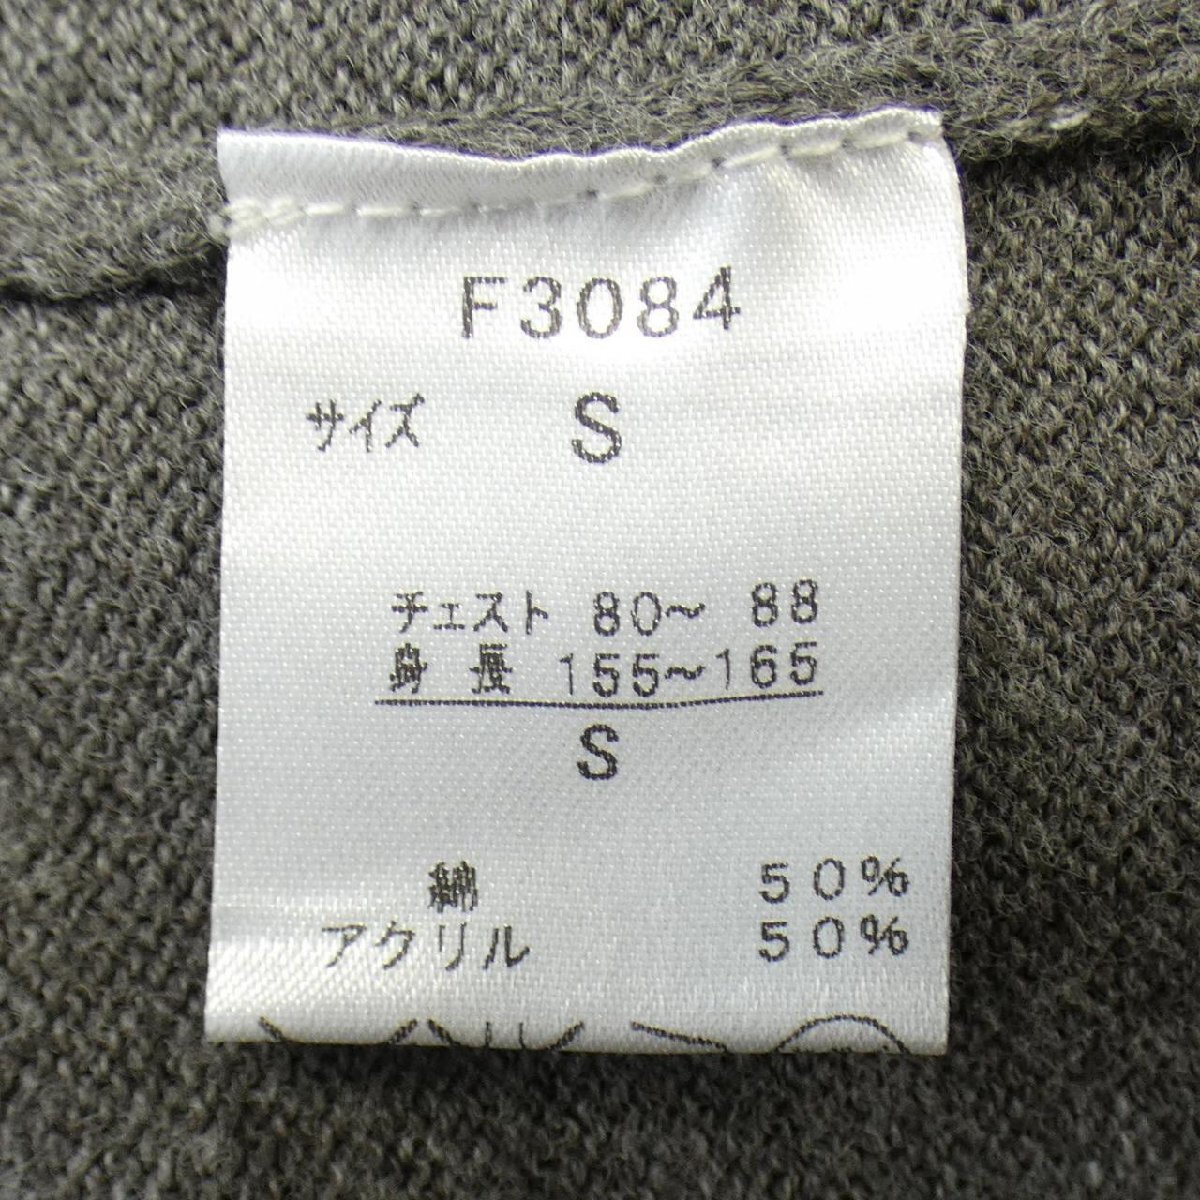 F3084
サイズ S
チェスト 80～ 88
身長 155～165
S
綿 50%
アクリル 50%